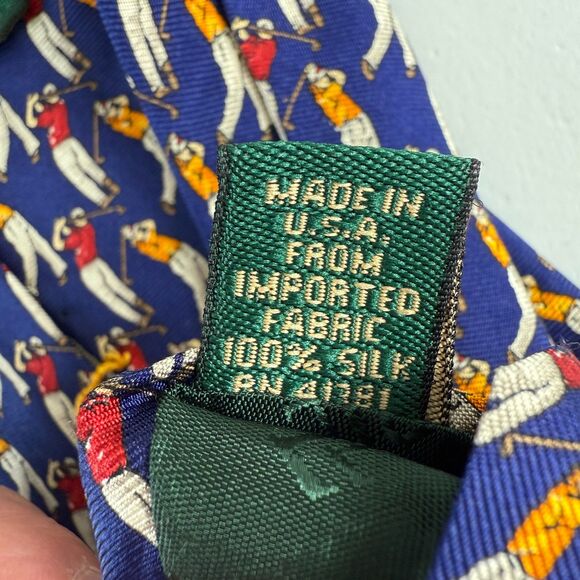 MADE IN
U.S.A.
FROM
IMPORTED
FABRIC
100% SILK
RN 41381